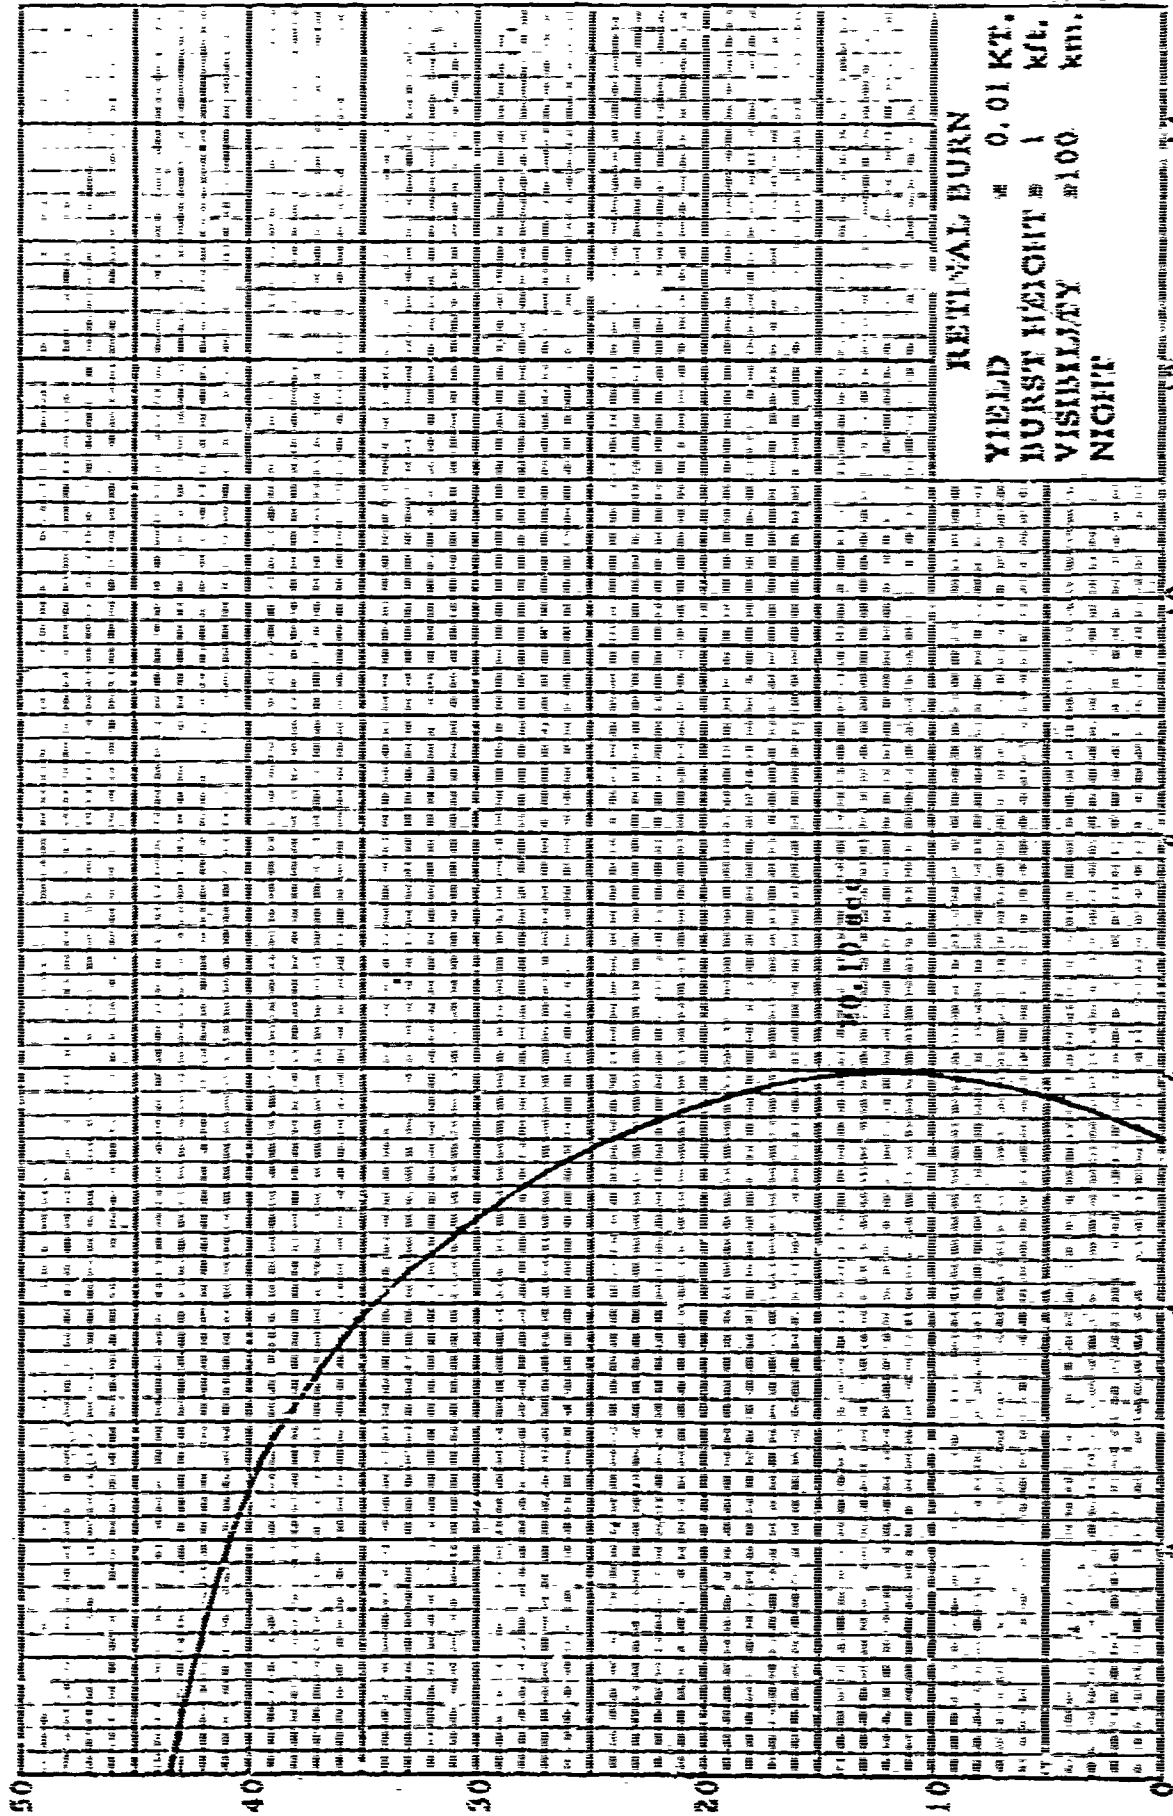 RETINAL BURN
YIELD = 0.01 KT.
BURST HEIGHT = 1 kft.
VISIBILITY = 100 km.
NIGHT
50
40
30
20
10
0